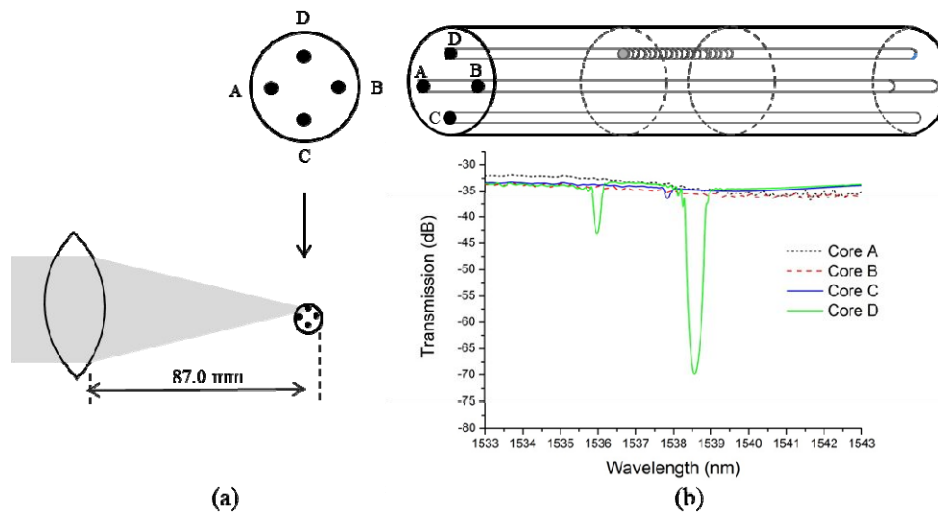 D
A
B
C
87.0 mm
(a)
D
A
B
C
Transmission (dB)
-30
-35
-40
-45
-50
-55
-60
-65
-70
-75
-80
1533 1534 1535 1536 1537 1538 1539 1540 1541 1542 1543
Wavelength (nm)
Core A
Core B
Core C
Core D
(b)